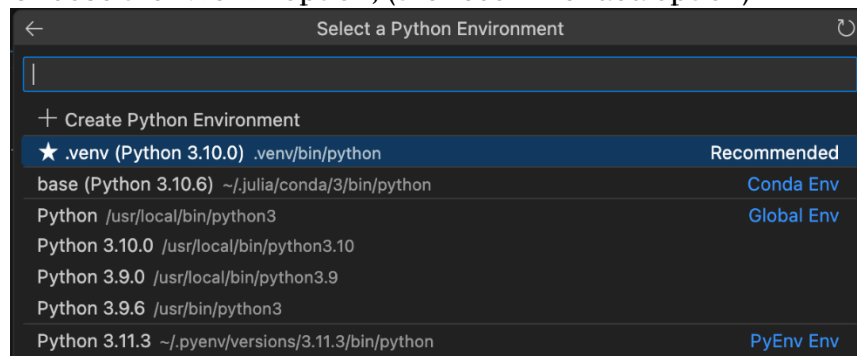 Select a Python Environment
+ Create Python Environment
★ .venv (Python 3.10.0) .venv/bin/python Recommended
base (Python 3.10.6) ~/.julia/conda/3/bin/python Conda Env
Python /usr/local/bin/python3 Global Env
Python 3.10.0 /usr/local/bin/python3.10
Python 3.9.0 /usr/local/bin/python3.9
Python 3.9.6 /usr/bin/python3
Python 3.11.3 ~/.pyenv/versions/3.11.3/bin/python PyEnv Env